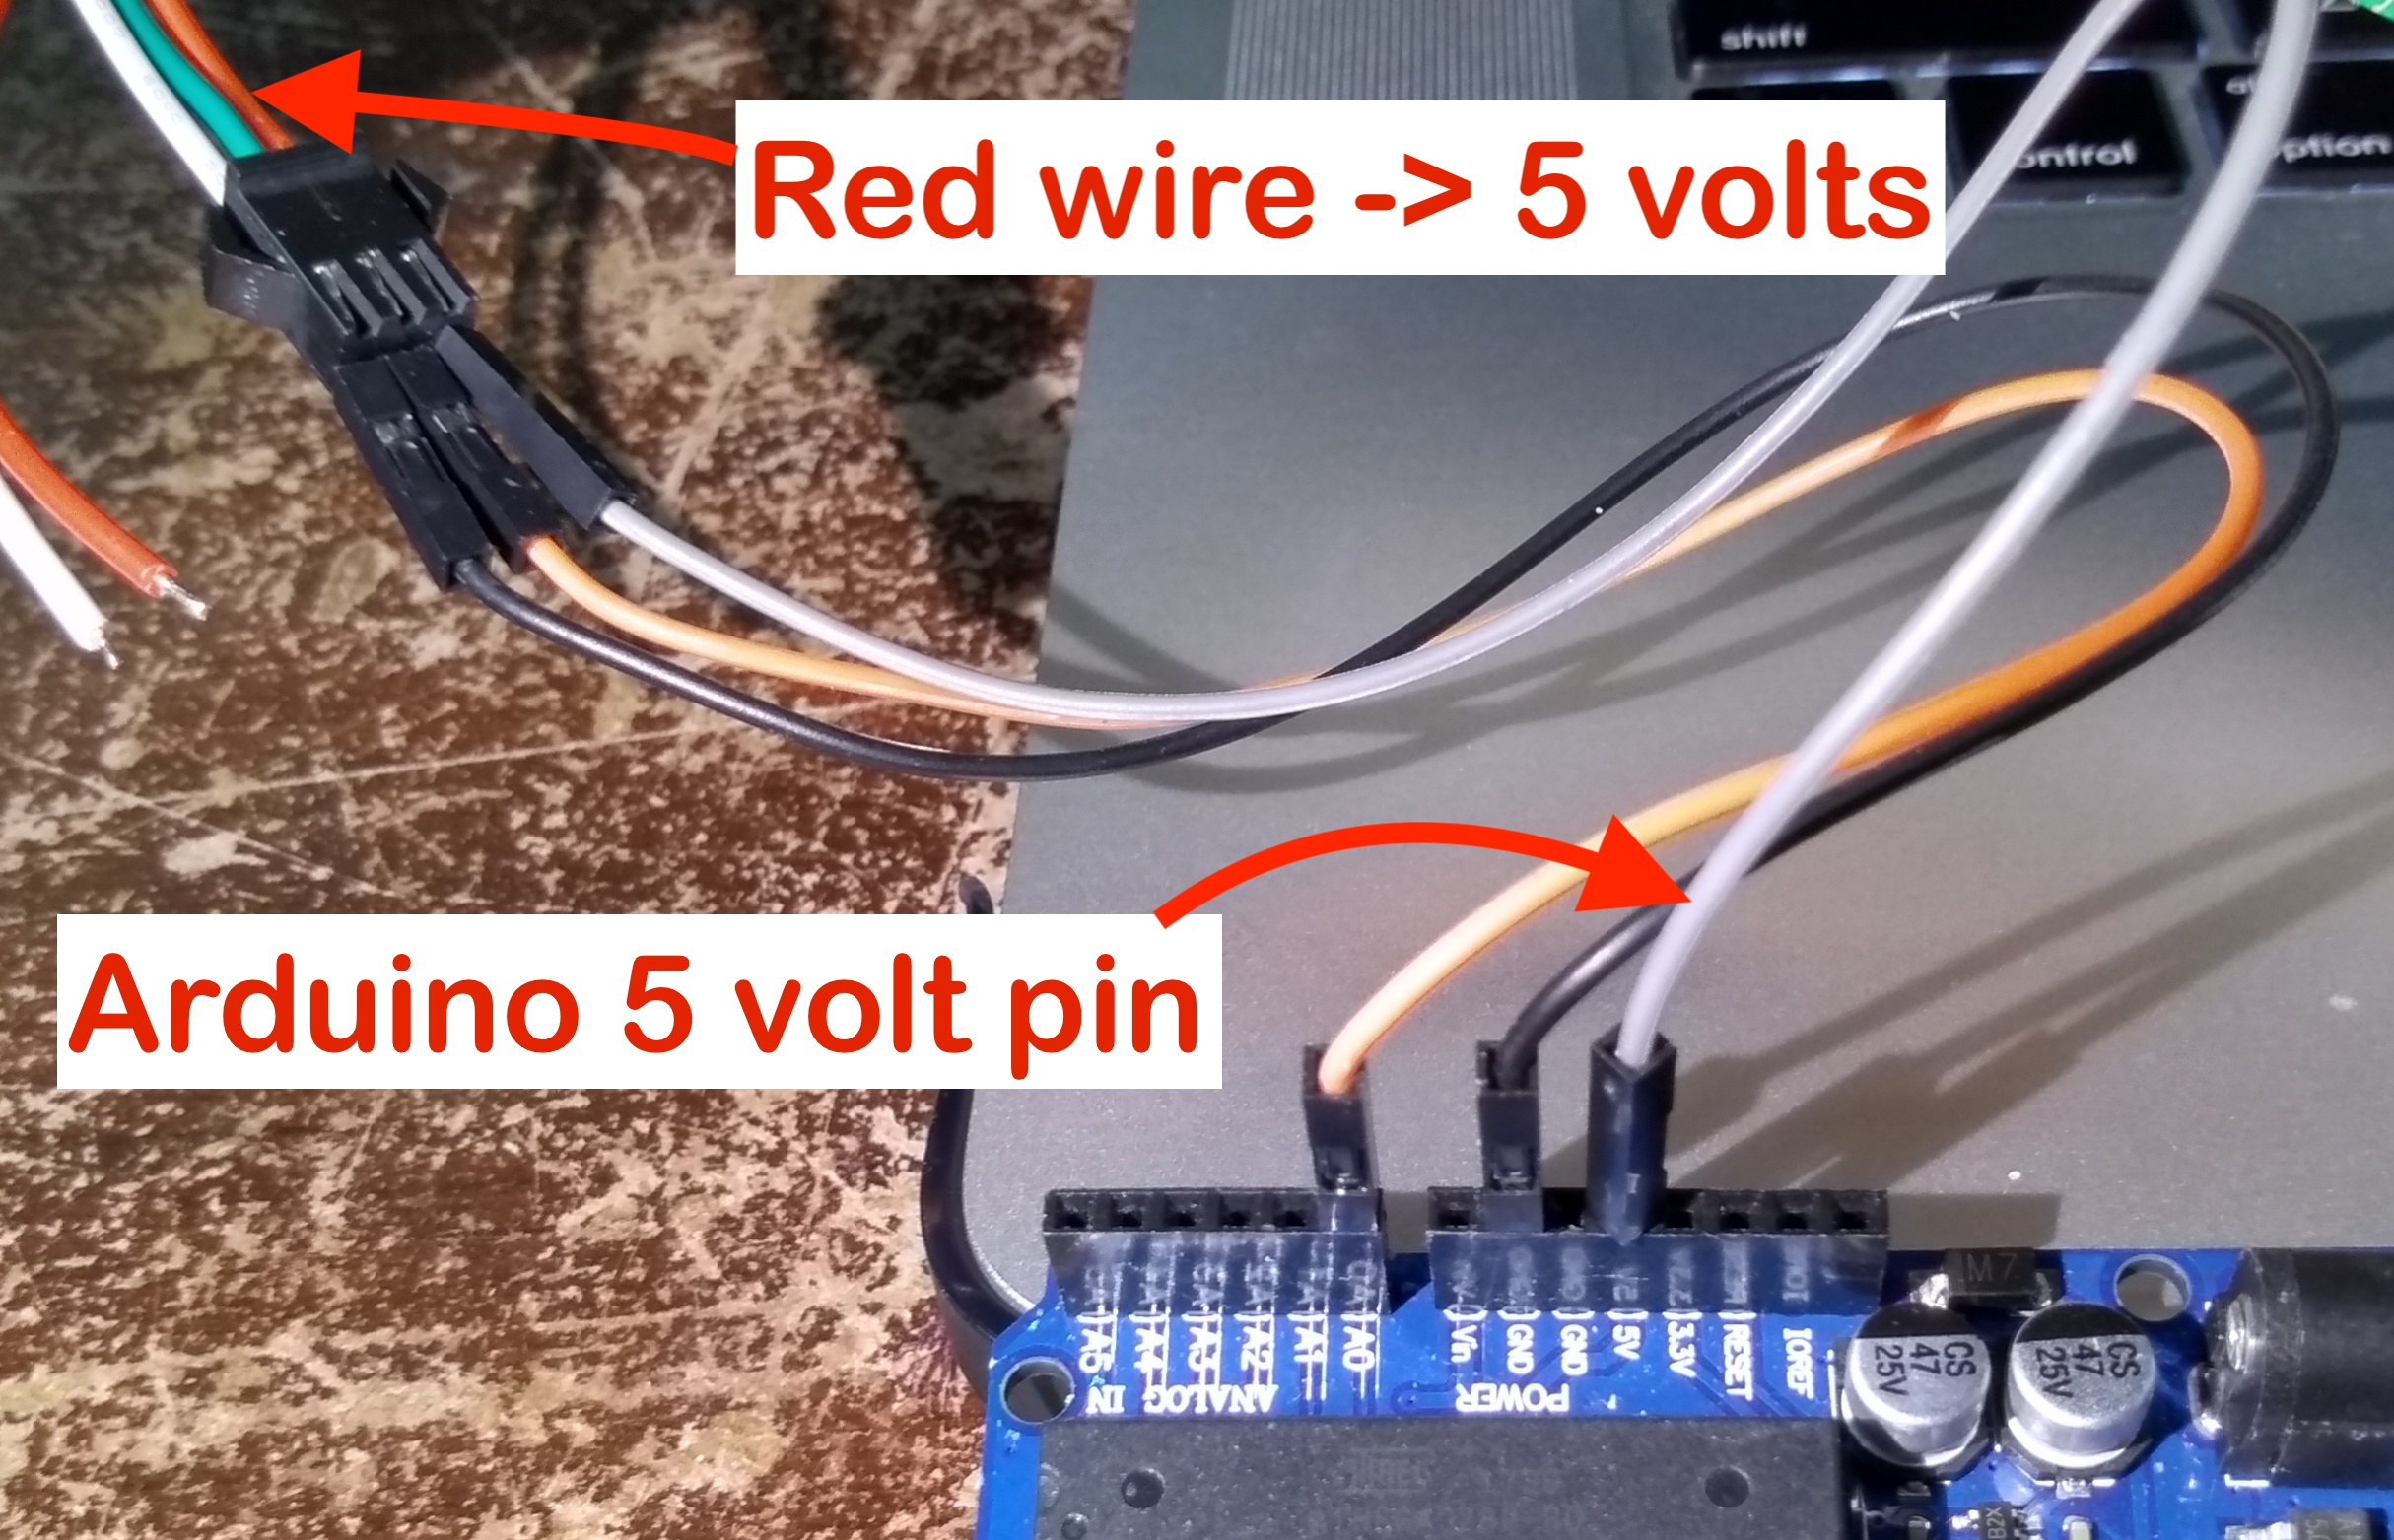 shift
control
option
Red wire -> 5 volts
Arduino 5 volt pin
M7
A5
A4
A3
A2
A1
A0
Vin
GND
GND
5V
3.3V
RESET
IOREF
ANALOG IN
POWER
CS
47
25V
CS
47
25V